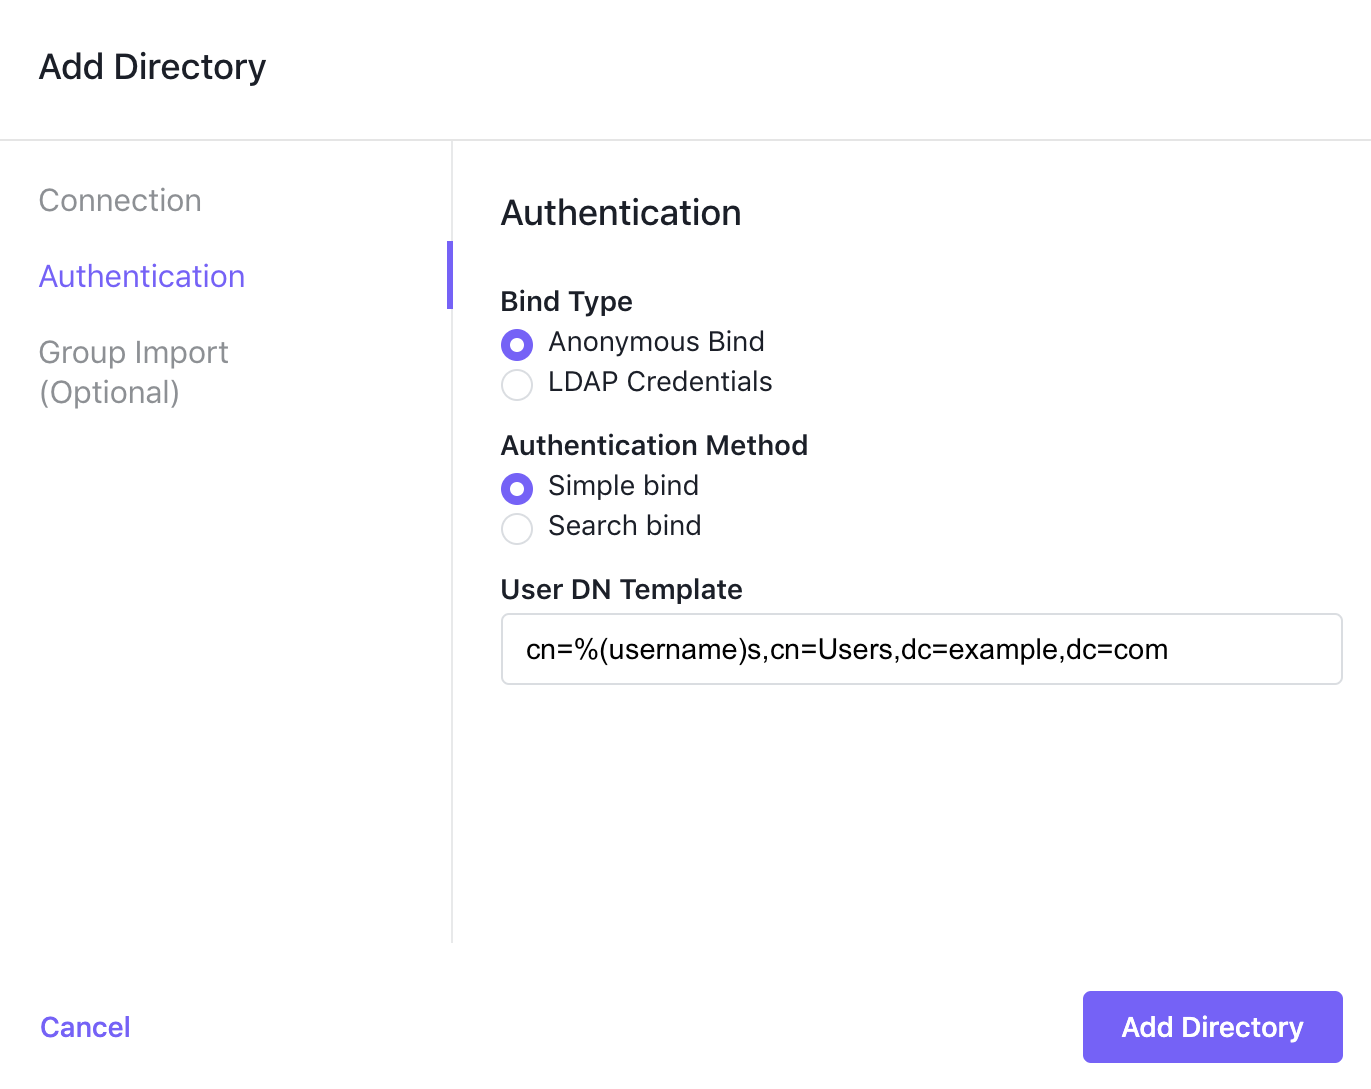 Add Directory
Connection
Authentication
Group Import
(Optional)
Authentication
Bind Type
Anonymous Bind
LDAP Credentials
Authentication Method
Simple bind
Search bind
User DN Template
cn=%(username)s,cn=Users,dc=example,dc=com
Cancel
Add Directory